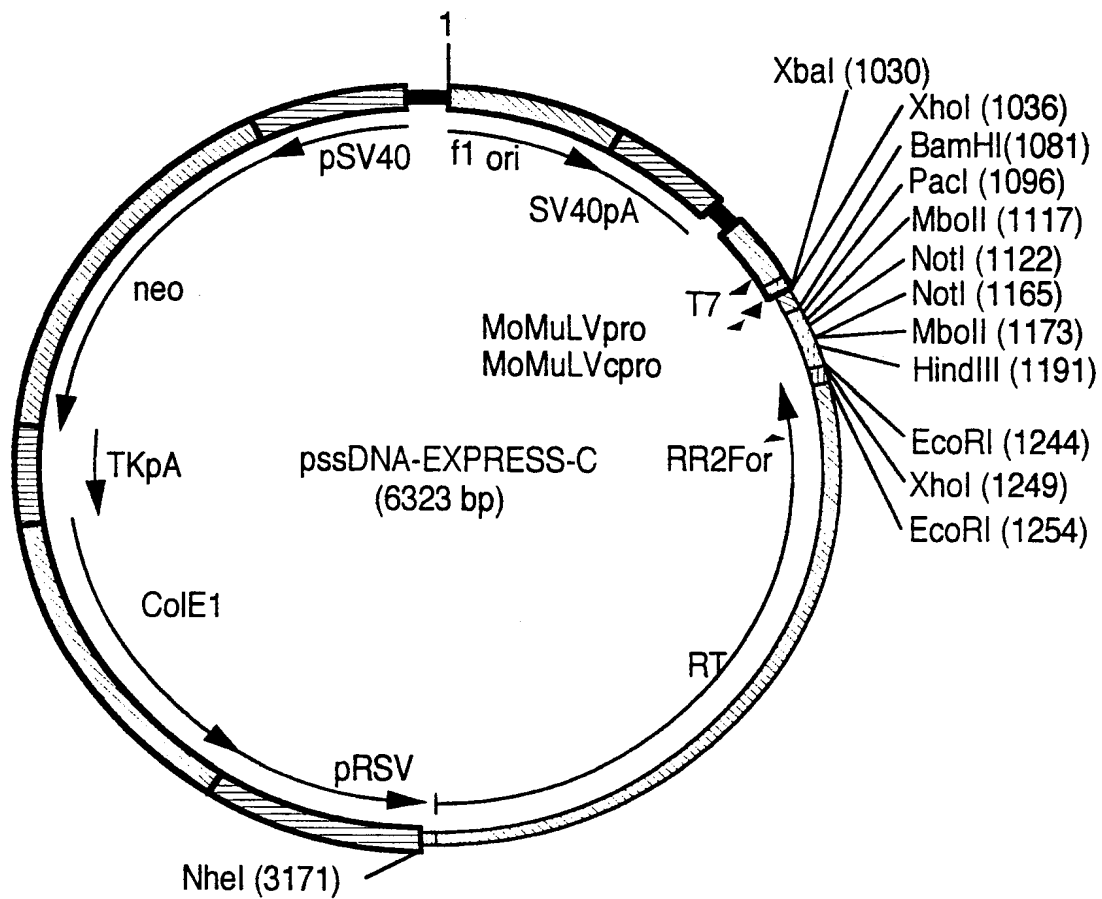 1
XbaI (1030)
XhoI (1036)
BamHI(1081)
PacI (1096)
MboII (1117)
NotI (1122)
NotI (1165)
MboII (1173)
HindIII (1191)
EcoRI (1244)
XhoI (1249)
EcoRI (1254)
pSV40
f1 ori
SV40pA
neo
T7
MoMuLVpro
MoMuLVcpro
TKpA
pssDNA-EXPRESS-C
(6323 bp)
RR2For
ColE1
RT
pRSV
NheI (3171)